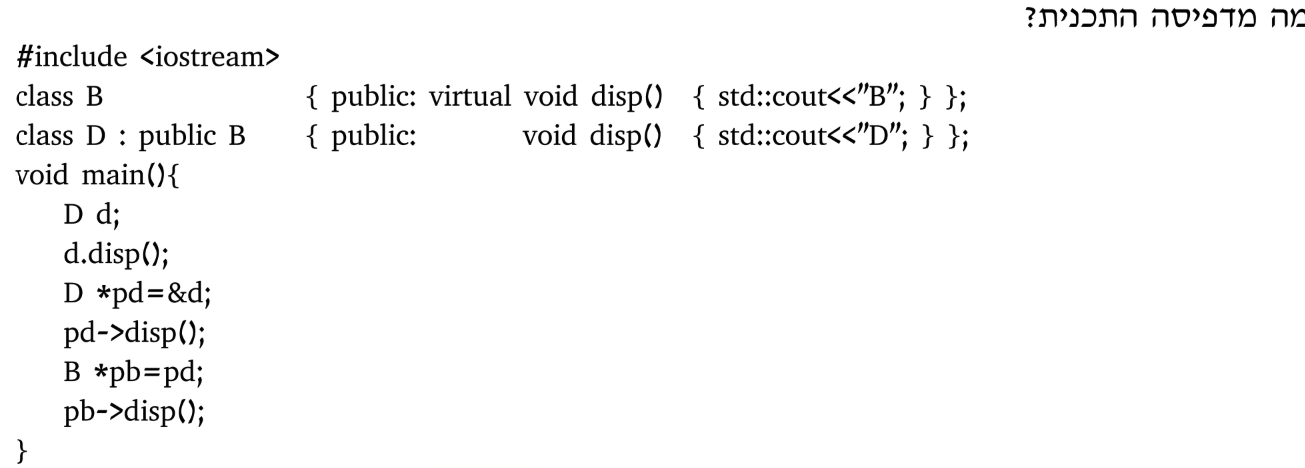 מה מדפיסה התכנית?
#include <iostream>
class B { public: virtual void disp() { std::cout<<"B"; } };
class D : public B { public: void disp() { std::cout<<"D"; } };
void main(){
D d;
d.disp();
D *pd=&d;
pd->disp();
B *pb=pd;
pb->disp();
}